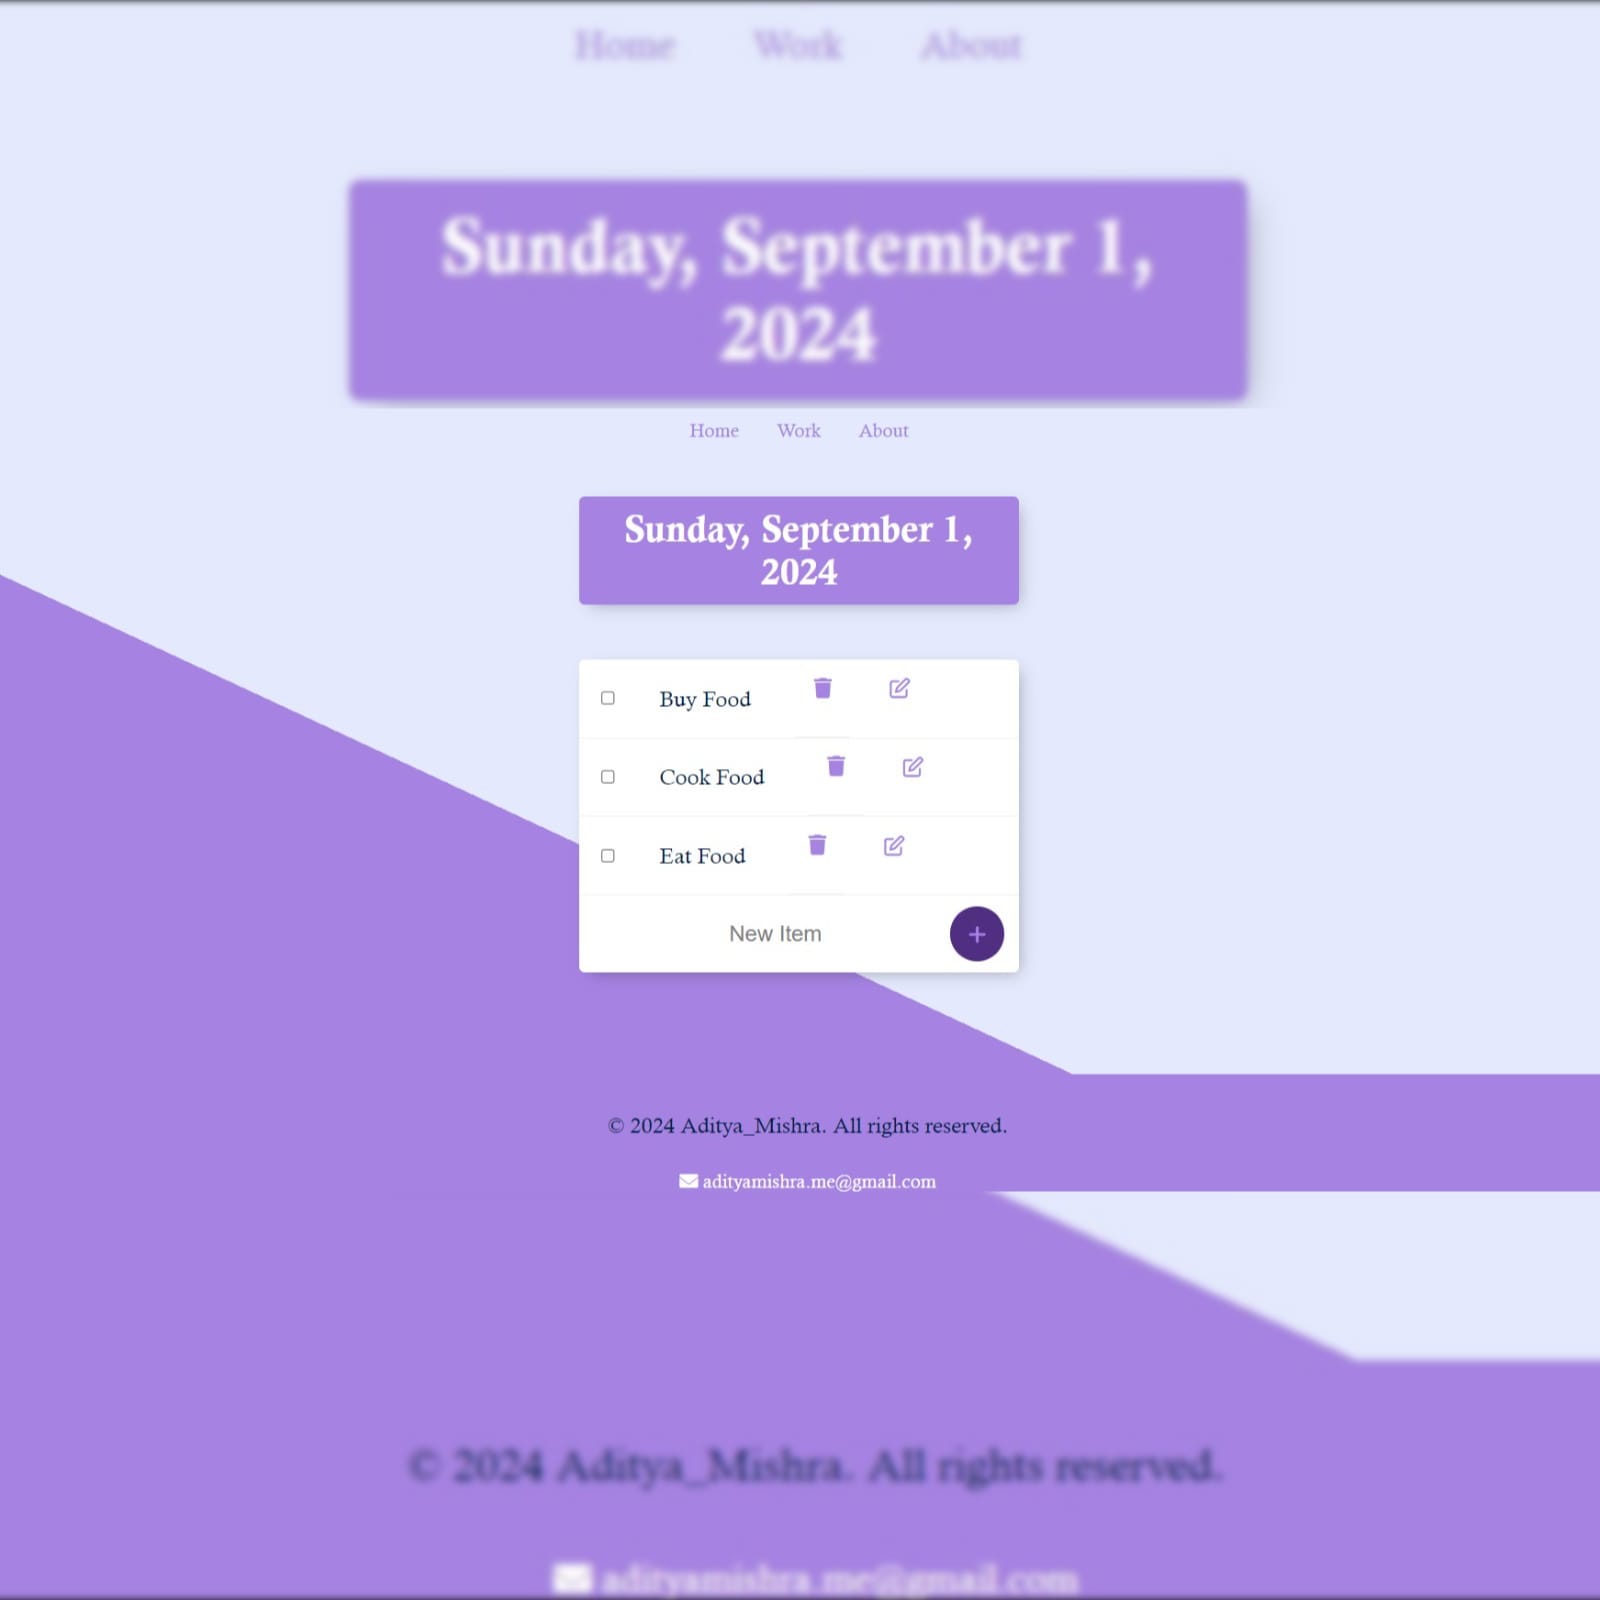 Home Work About
Sunday, September 1,
2024
Home Work About
Sunday, September 1,
2024
Buy Food
Cook Food
Eat Food
New Item
© 2024 Aditya_Mishra. All rights reserved.
adityamishra.me@gmail.com
© 2024 Aditya_Mishra. All rights reserved.
adityamishra.me@gmail.com